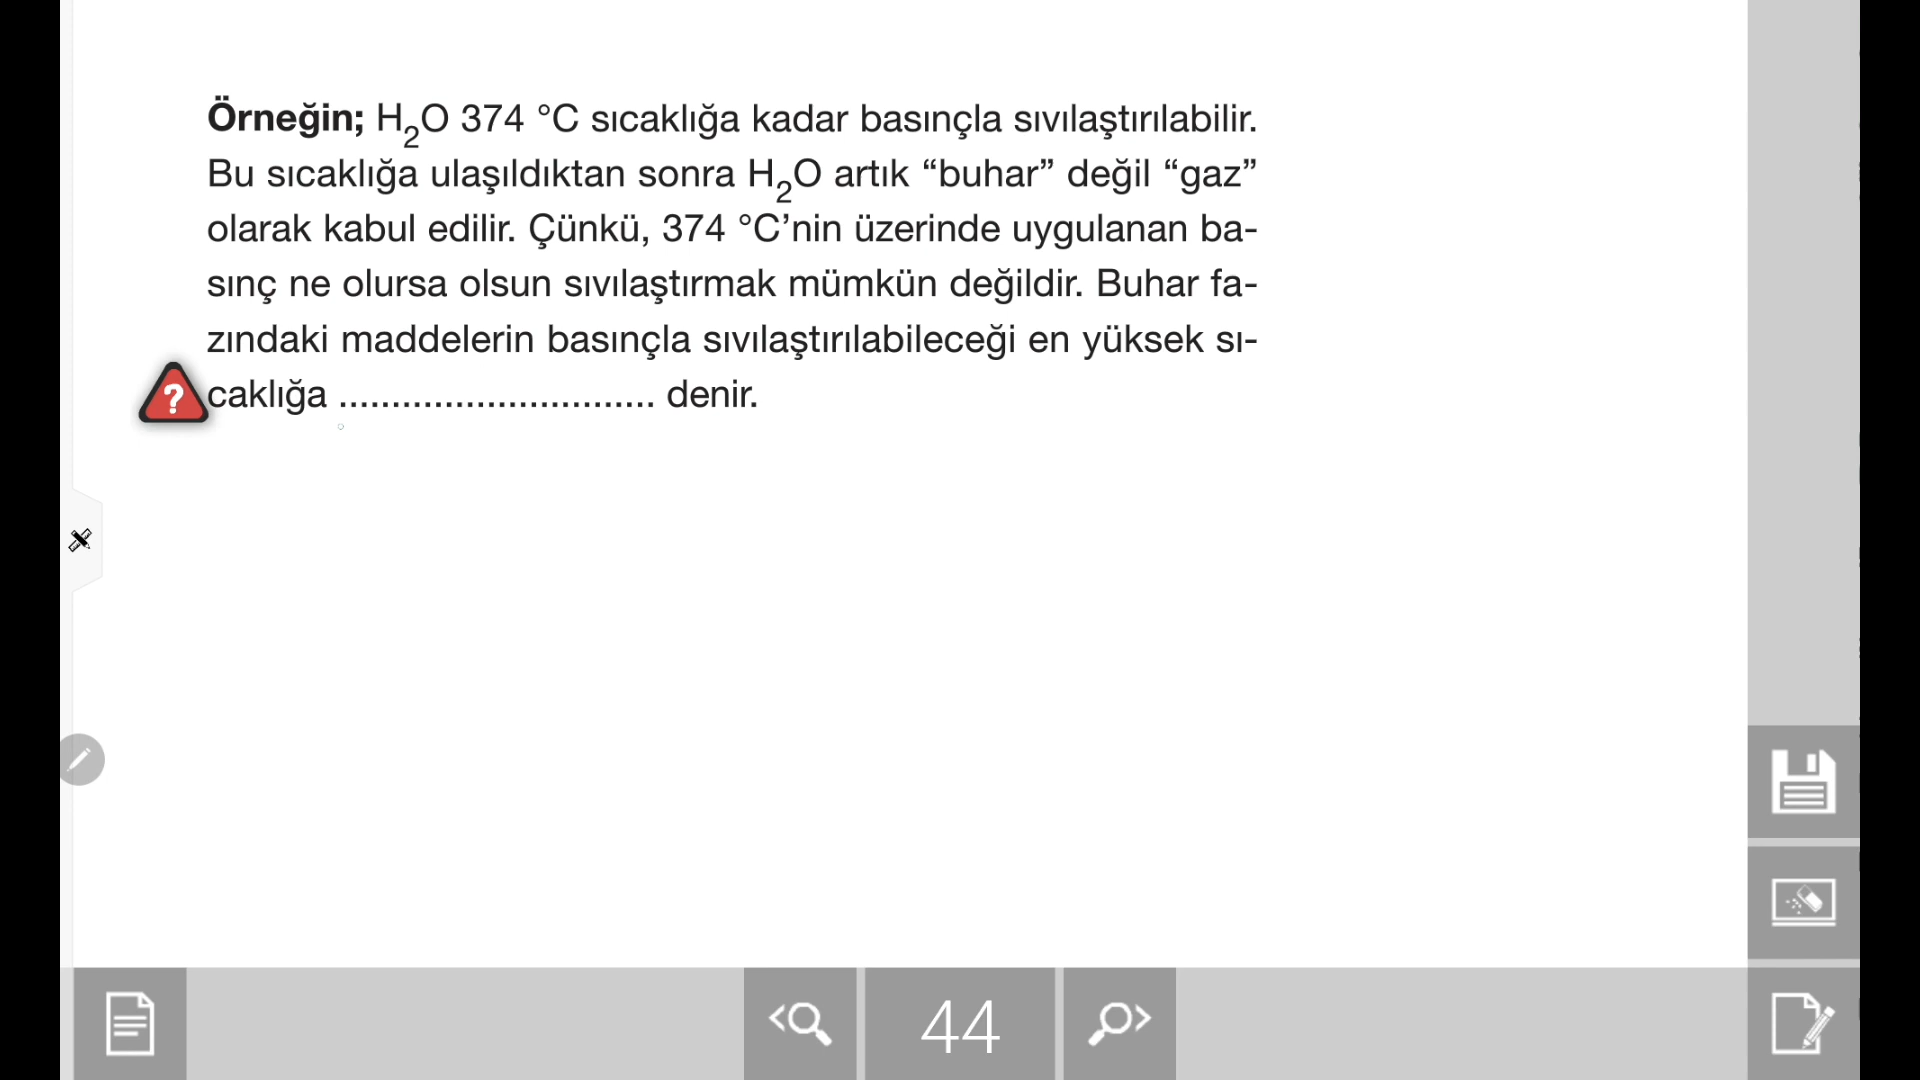 Örneğin; H₂O 374 °C sıcaklığa kadar basınçla sıvılaştırılabilir.
Bu sıcaklığa ulaşıldıktan sonra H₂O artık “buhar” değil “gaz”
olarak kabul edilir. Çünkü, 374 °C’nin üzerinde uygulanan ba-
sınç ne olursa olsun sıvılaştırmak mümkün değildir. Buhar fa-
zındaki maddelerin basınçla sıvılaştırılabileceği en yüksek sı-
caklığa .............................. denir.
44